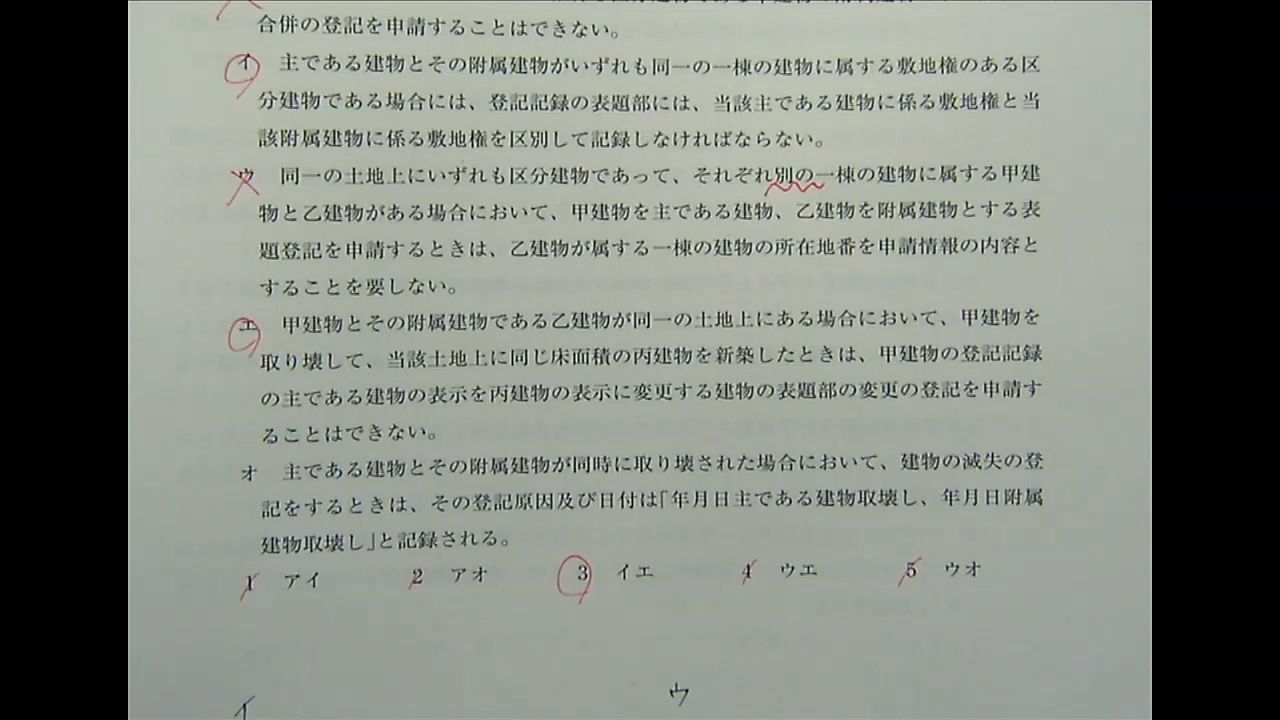 合併の登記を申請することはできない。
イ 主である建物とその附属建物がいずれも同一の一棟の建物に属する敷地権のある区
分建物である場合には、登記記録の表題部には、当該主である建物に係る敷地権と当
該附属建物に係る敷地権を区別して記録しなければならない。
ウ 同一の土地上にいずれも区分建物であって、それぞれ別の一棟の建物に属する甲建
物と乙建物がある場合において、甲建物を主である建物、乙建物を附属建物とする表
題登記を申請するときは、乙建物が属する一棟の建物の所在地番を申請情報の内容と
することを要しない。
エ 甲建物とその附属建物である乙建物が同一の土地上にある場合において、甲建物を
取り壊して、当該土地上に同じ床面積の丙建物を新築したときは、甲建物の登記記録
の主である建物の表示を丙建物の表示に変更する建物の表題部の変更の登記を申請す
ることはできない。
オ 主である建物とその附属建物が同時に取り壊された場合において、建物の滅失の登
記をするときは、その登記原因及び日付は「年月日主である建物取壊し、年月日附属
建物取壊し」と記録される。
1 アイ 2 アオ 3 イエ 4 ウエ 5 ウオ
ウ
イ